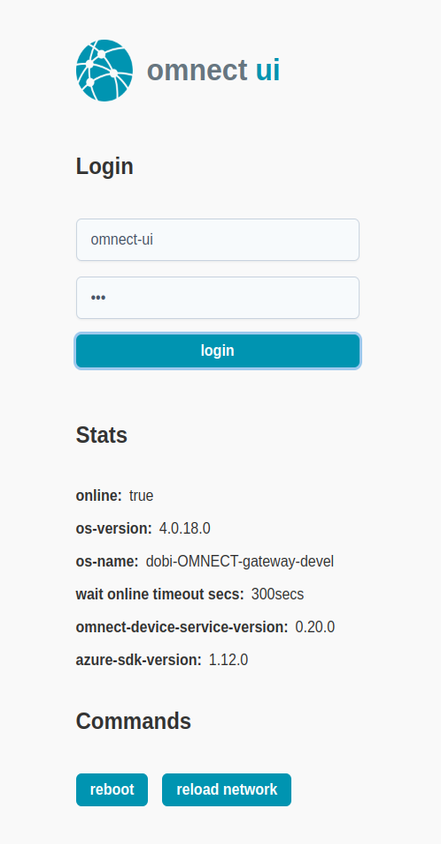 omnect ui
Login
omnect-ui
•••
login
Stats
online: true
os-version: 4.0.18.0
os-name: dobi-OMNECT-gateway-devel
wait online timeout secs: 300secs
omnect-device-service-version: 0.20.0
azure-sdk-version: 1.12.0
Commands
reboot reload network